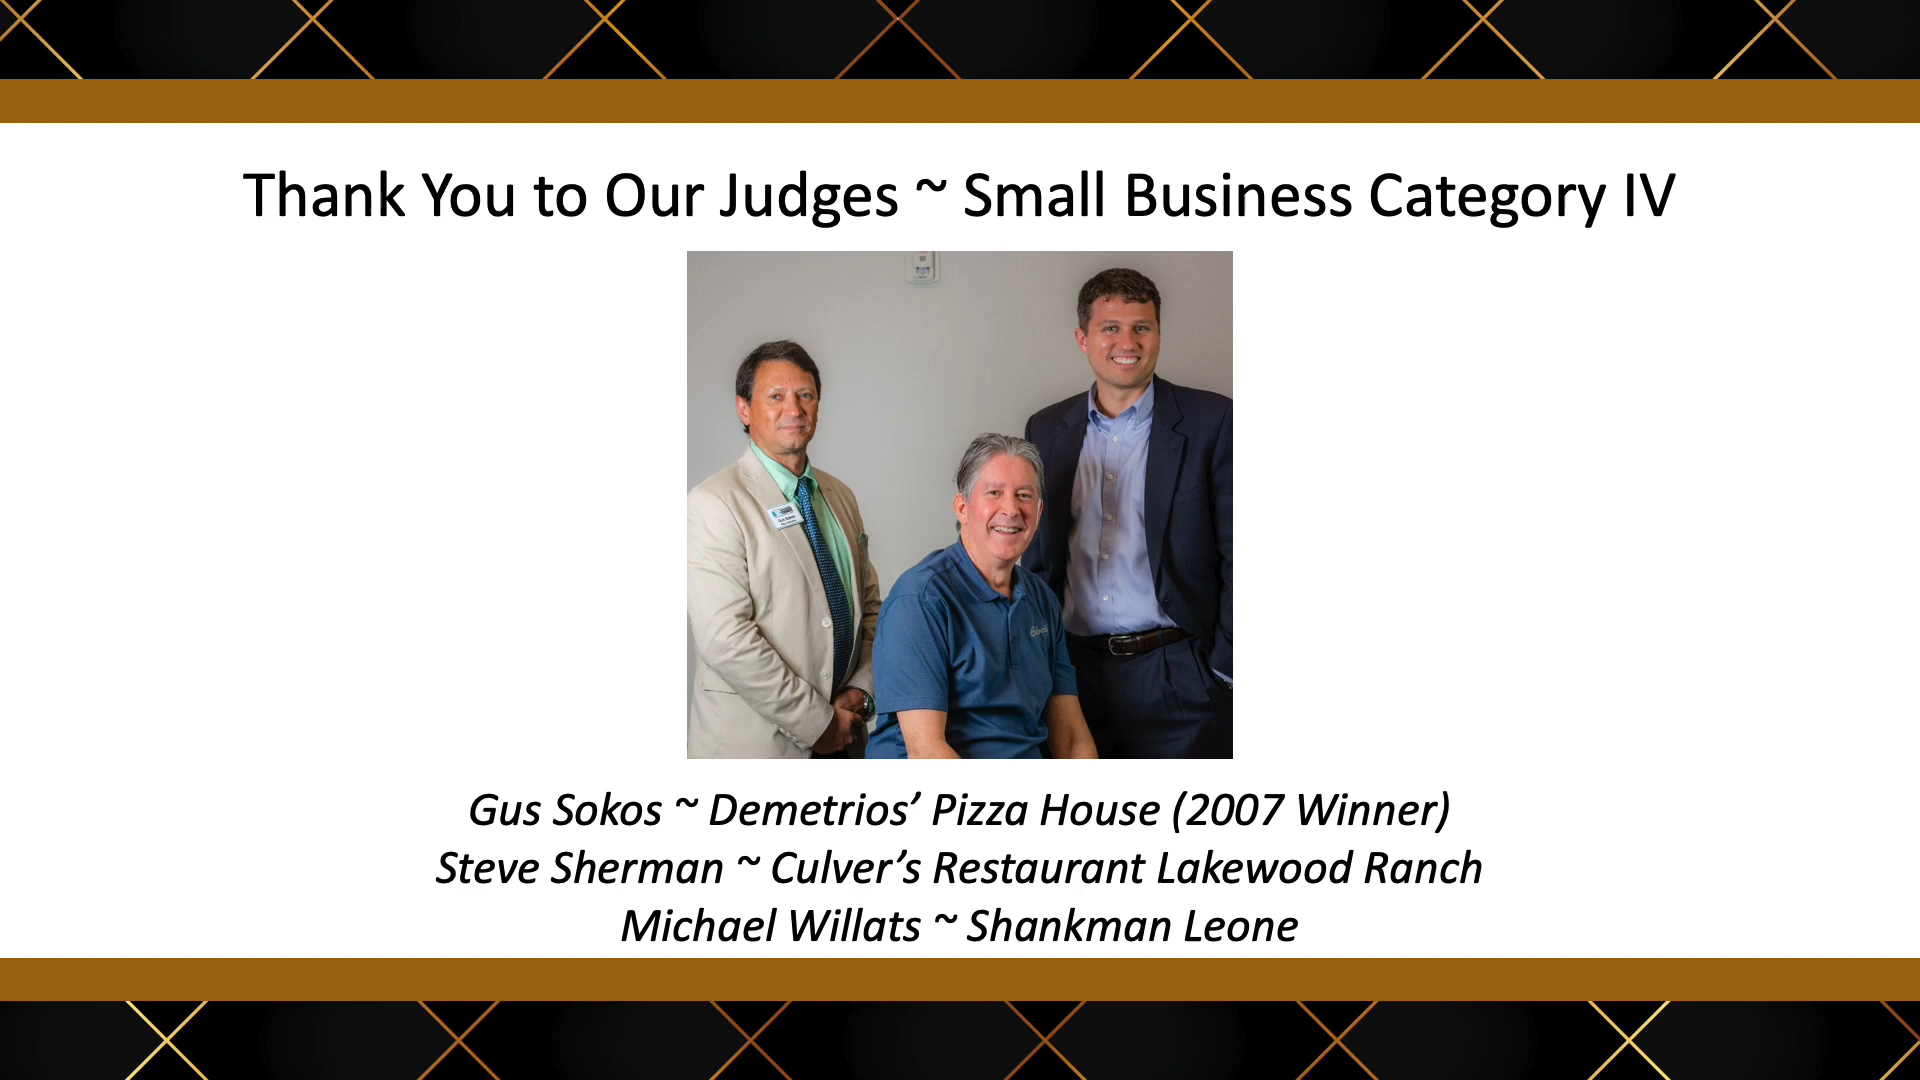 Thank You to Our Judges ~ Small Business Category IV
Gus Sokos ~ Demetrios’ Pizza House (2007 Winner)
Steve Sherman ~ Culver’s Restaurant Lakewood Ranch
Michael Willats ~ Shankman Leone